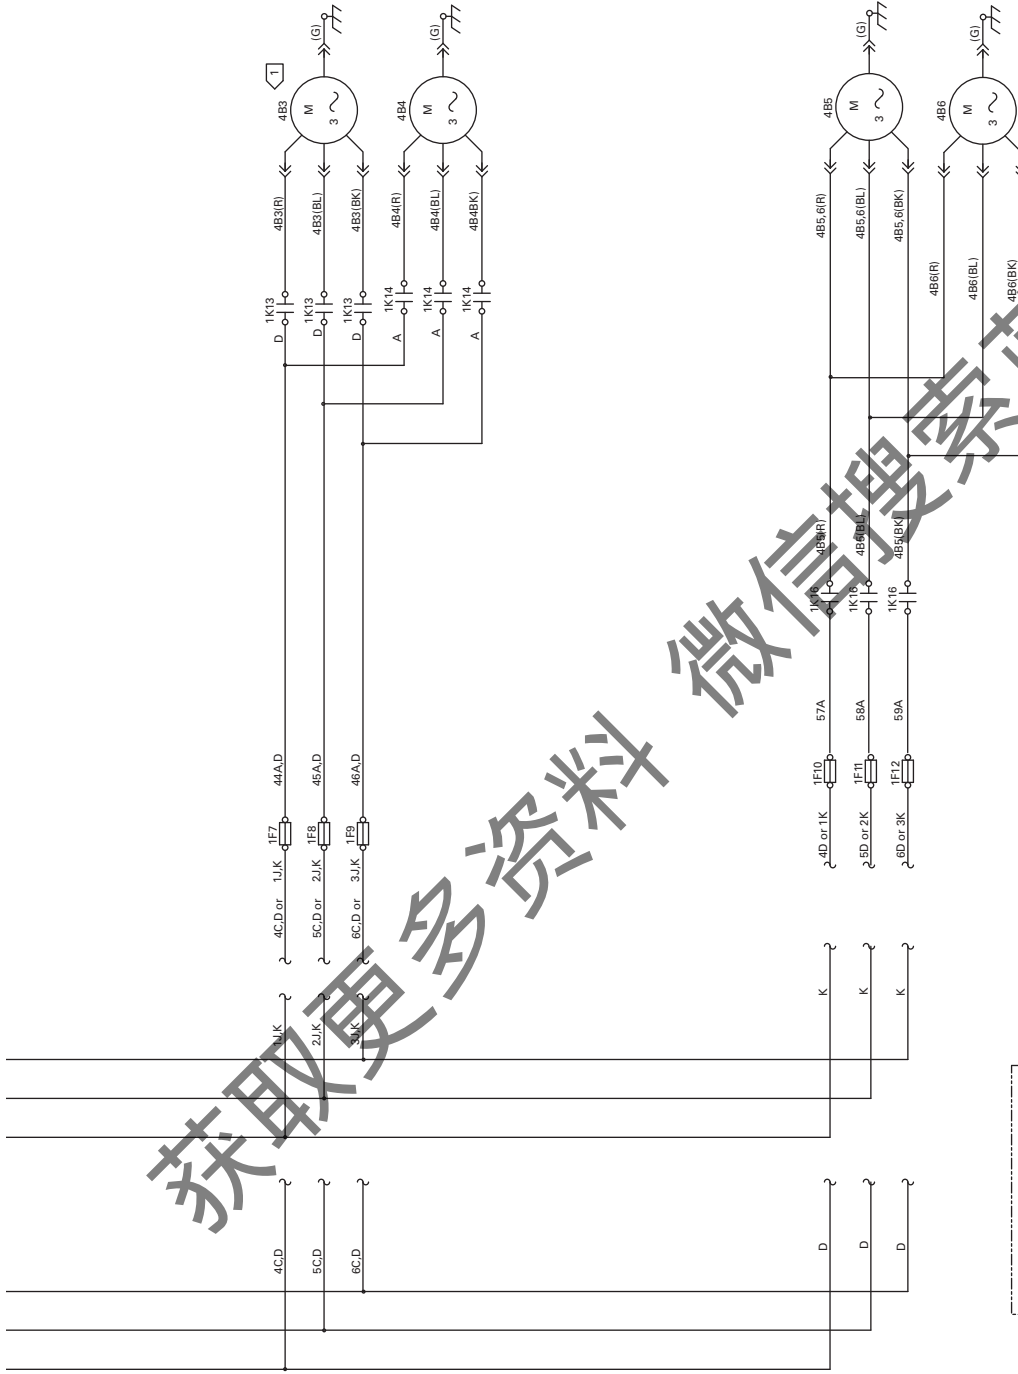 (G)
(G)
(G)
(G)
1
4B3
M
3
4B4
M
3
4B5
M
3
4B6
M
3
4B3(R)
4B3(BL)
4B3(BK)
4B4(R)
4B4(BL)
4B4BK)
4B5,6(R)
4B5,6(BL)
4B5,6(BK)
4B6(R)
4B6(BL)
4B6(BK)
1K13
1K13
1K13
1K14
1K14
1K14
D
D
D
A
A
A
4B5(R)
4B5(BL)
4B5(BK)
1K16
1K16
1K16
57A
58A
59A
44A,D
45A,D
46A,D
1F10
1F11
1F12
1F7
1F8
1F9
4D or 1K
5D or 2K
6D or 3K
4C,D or 1J,K
5C,D or 2J,K
6C,D or 3J,K
1J,K
2J,K
3J,K
K
K
K
4C,D
5C,D
6C,D
D
D
D
获取更多资料 微信搜索